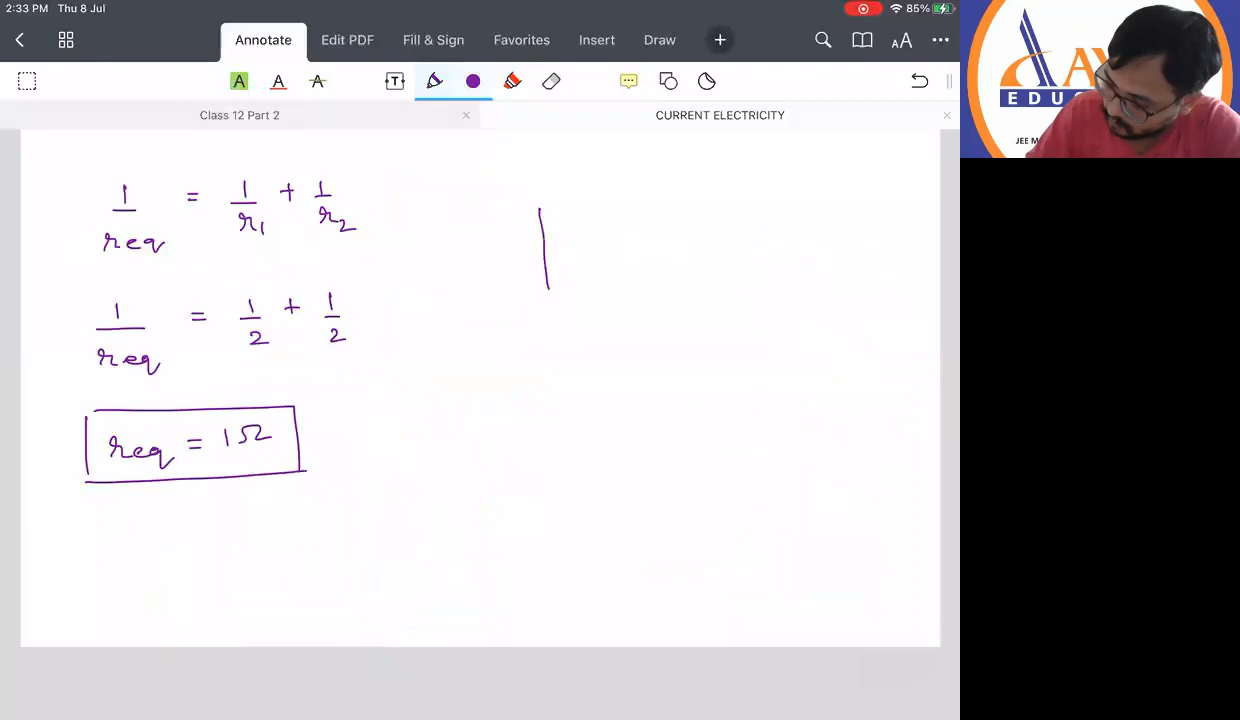 2:33 PM Thu 8 Jul 85%
Annotate Edit PDF Fill & Sign Favorites Insert Draw
Class 12 Part 2 CURRENT ELECTRICITY
1/req = 1/r1 + 1/r2
1/req = 1/2 + 1/2
req = 1Ω